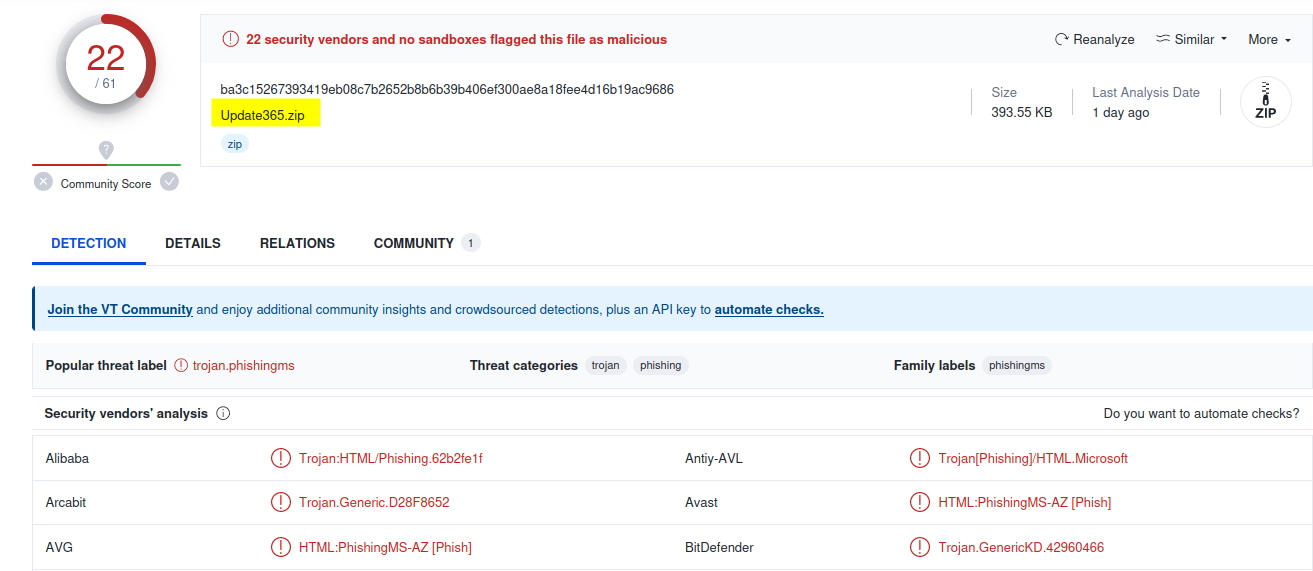 22
/ 61
?
Community Score
22 security vendors and no sandboxes flagged this file as malicious
Reanalyze
Similar
More
ba3c15267393419eb08c7b2652b8b6b39b406ef300ae8a18fee4d16b19ac9686
Update365.zip
zip
Size
393.55 KB
Last Analysis Date
1 day ago
ZIP
DETECTION DETAILS RELATIONS COMMUNITY 1
Join the VT Community and enjoy additional community insights and crowdsourced detections, plus an API key to automate checks.
Popular threat label trojan.phishingms Threat categories trojan phishing Family labels phishingms
Security vendors' analysis Do you want to automate checks?
Alibaba Trojan:HTML/Phishing.62b2fe1f Antiy-AVL Trojan[Phishing]/HTML.Microsoft
Arcabit Trojan.Generic.D28F8652 Avast HTML:PhishingMS-AZ [Phish]
AVG HTML:PhishingMS-AZ [Phish] BitDefender Trojan.GenericKD.42960466